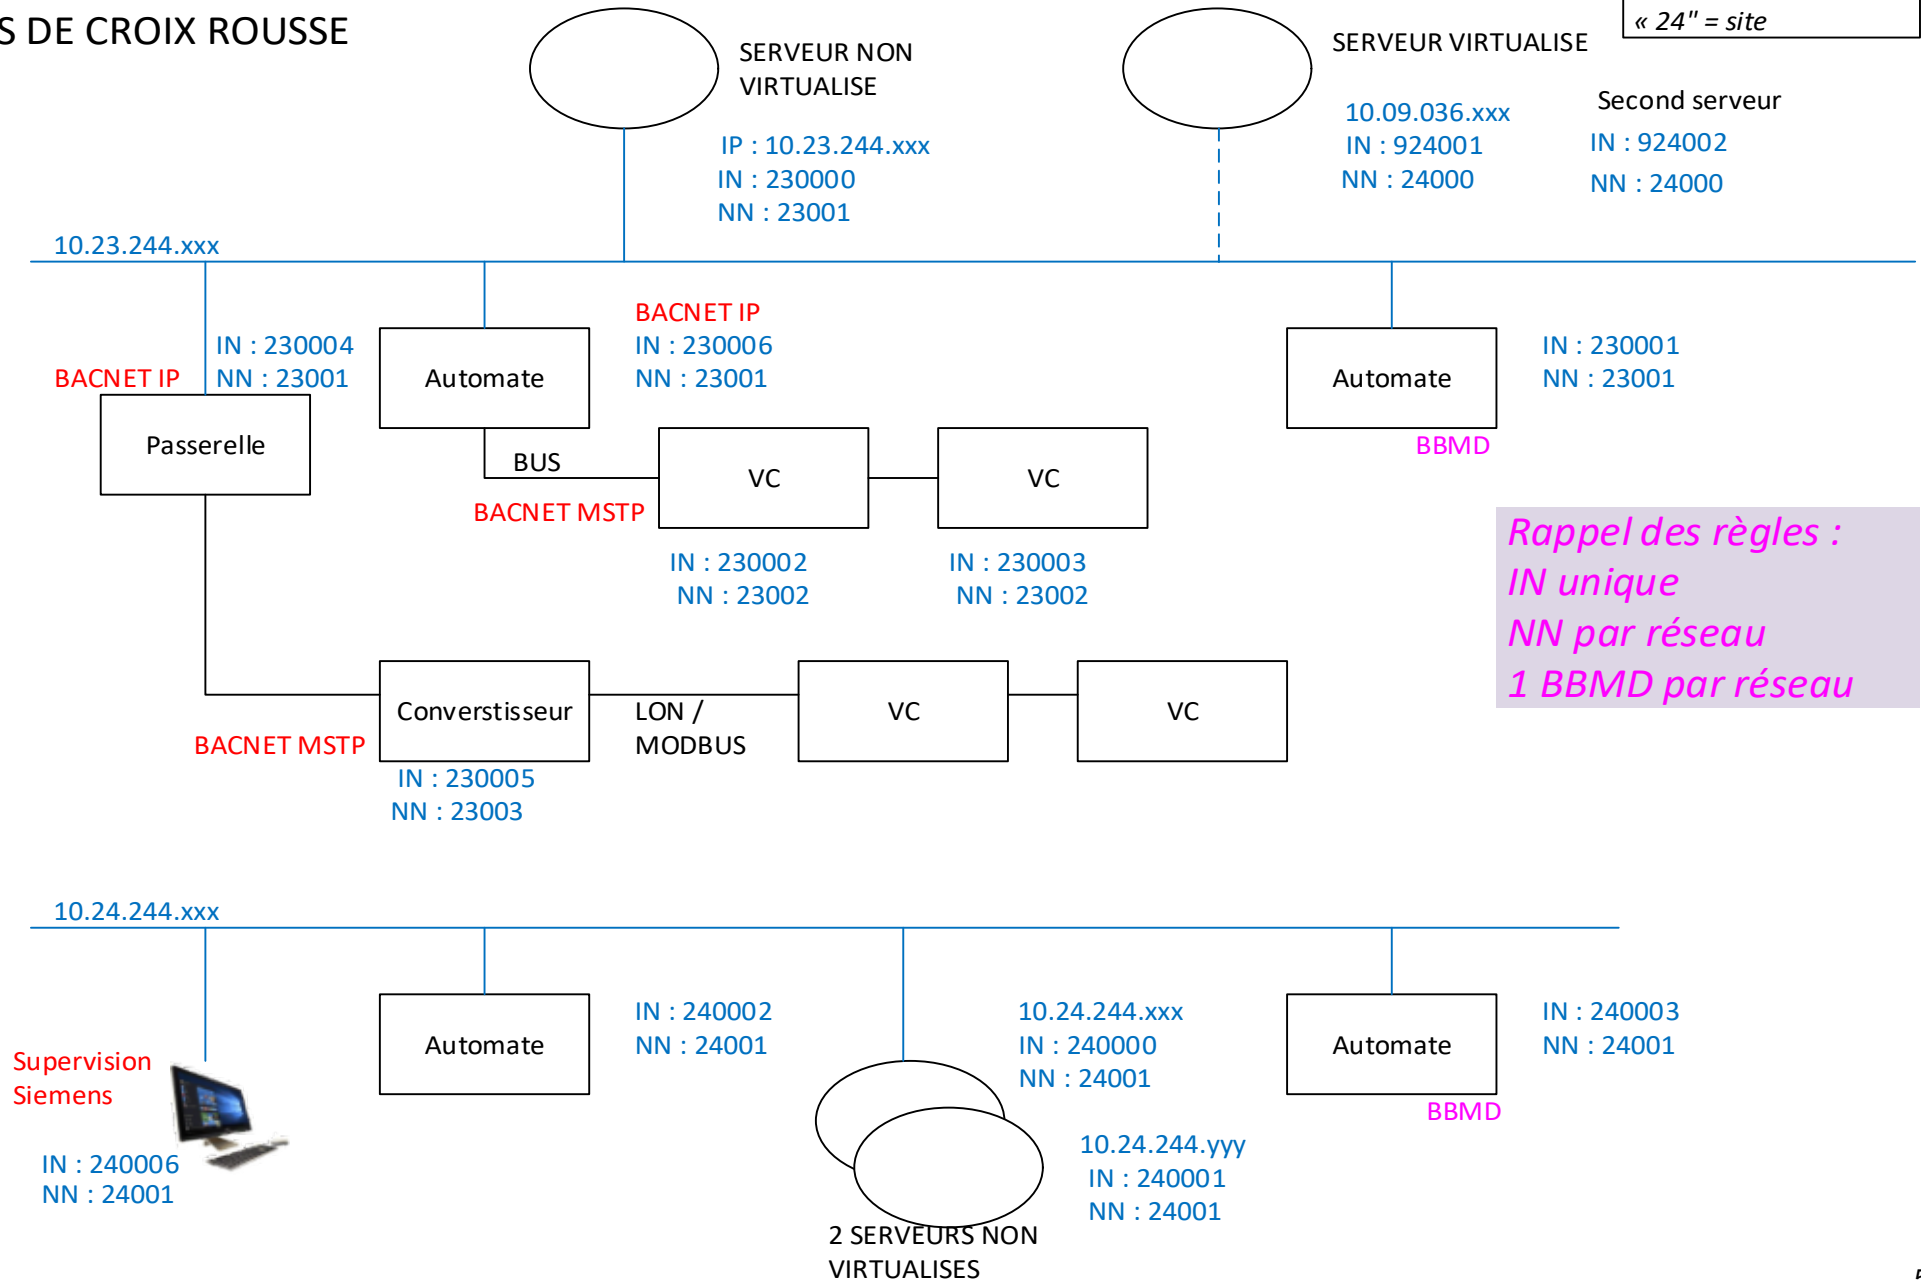 S DE CROIX ROUSSE
« 24" = site
SERVEUR NON
VIRTUALISE
IP : 10.23.244.xxx
IN : 230000
NN : 23001
SERVEUR VIRTUALISE
10.09.036.xxx
IN : 924001
NN : 24000
Second serveur
IN : 924002
NN : 24000
10.23.244.xxx
BACNET IP
IN : 230004
NN : 23001
Passerelle
Automate
BACNET IP
IN : 230006
NN : 23001
Automate
IN : 230001
NN : 23001
BBMD
BUS
BACNET MSTP
VC
VC
IN : 230002
NN : 23002
IN : 230003
NN : 23002
Rappel des règles :
IN unique
NN par réseau
1 BBMD par réseau
BACNET MSTP
Converstisseur
LON /
MODBUS
VC
VC
IN : 230005
NN : 23003
10.24.244.xxx
Supervision
Siemens
IN : 240006
NN : 24001
Automate
IN : 240002
NN : 24001
10.24.244.xxx
IN : 240000
NN : 24001
10.24.244.yyy
IN : 240001
NN : 24001
2 SERVEURS NON
VIRTUALISES
Automate
IN : 240003
NN : 24001
BBMD